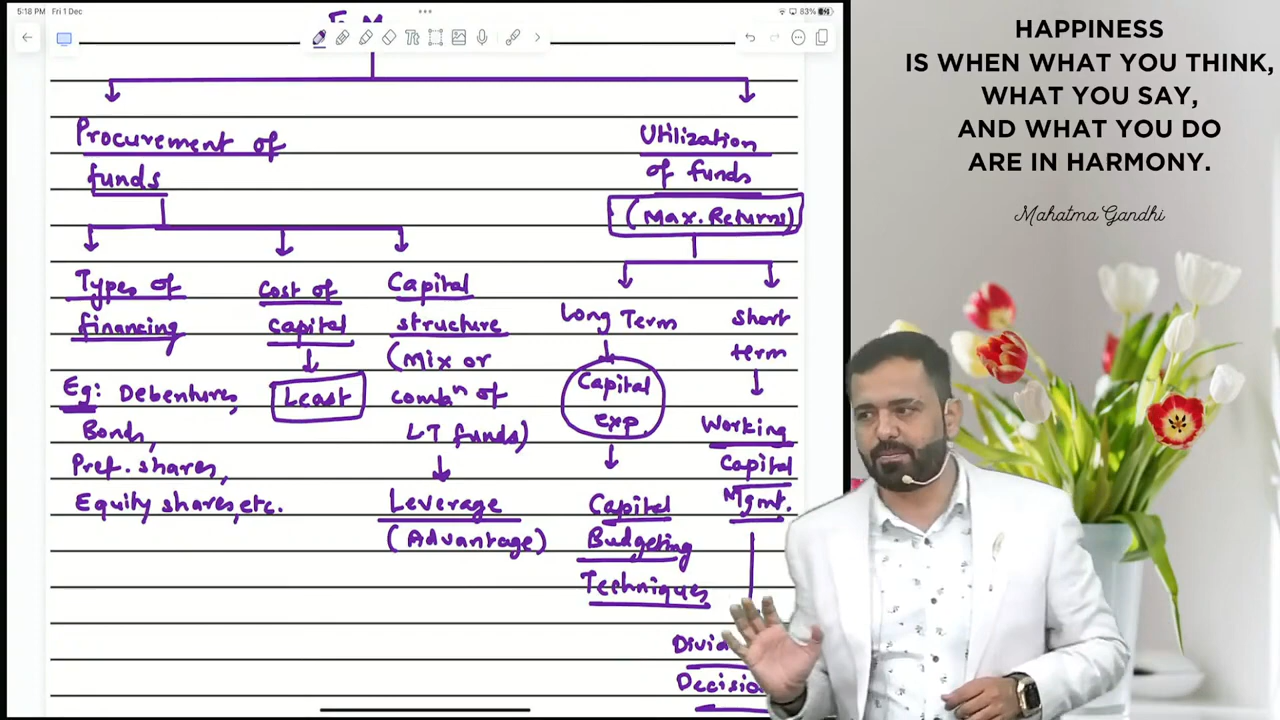 5:18 PM Fri 1 Dec
83%
F M
Procurement of
funds
Utilization
of funds
(Max. Returns)
Types of
financing
Cost of
capital
Least
Capital
structure
(Mix or
combⁿ of
LT funds)
Leverage
(Advantage)
Long Term
Capital
exp
Capital
Budgeting
Techniques
Short
term
Working
Capital
Mgmt.
Eg: Debentures,
Bonds,
Pref. shares,
Equity shares, etc.
HAPPINESS
IS WHEN WHAT YOU THINK,
WHAT YOU SAY,
AND WHAT YOU DO
ARE IN HARMONY.
Mahatma Gandhi